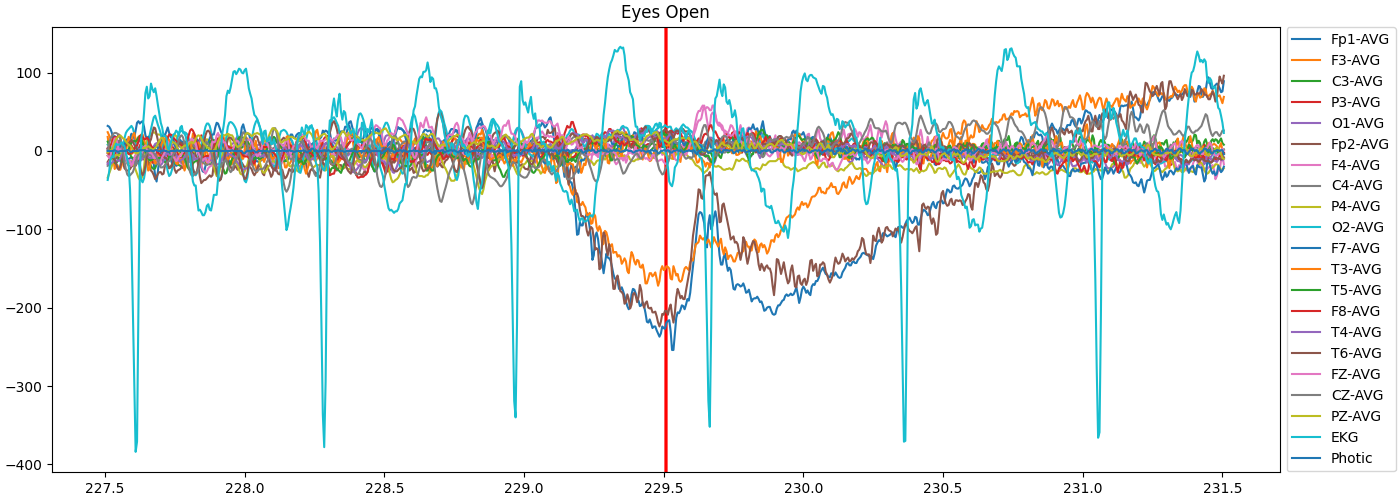 Eyes Open
100
0
−100
−200
−300
−400
227.5 228.0 228.5 229.0 229.5 230.0 230.5 231.0 231.5
Fp1-AVG
F3-AVG
C3-AVG
P3-AVG
O1-AVG
Fp2-AVG
F4-AVG
C4-AVG
P4-AVG
O2-AVG
F7-AVG
T3-AVG
T5-AVG
F8-AVG
T4-AVG
T6-AVG
FZ-AVG
CZ-AVG
PZ-AVG
EKG
Photic